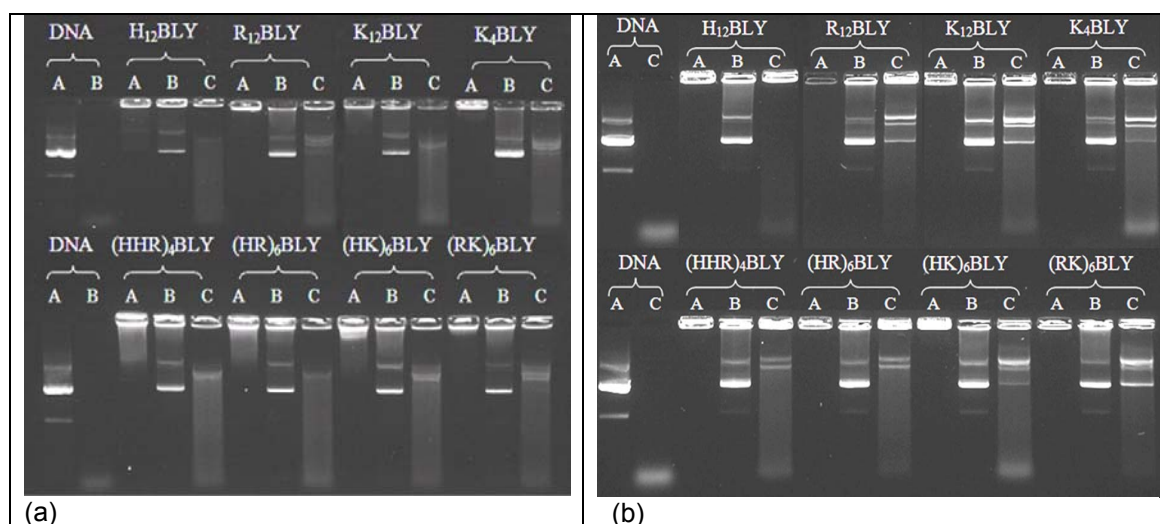 DNA H₁₂BLY R₁₂BLY K₁₂BLY K₄BLY
A B A B C A B C A B C A B C
DNA (HHR)₄BLY (HR)₆BLY (HK)₆BLY (RK)₆BLY
A B A B C A B C A B C A B C
(a)
DNA H₁₂BLY R₁₂BLY K₁₂BLY K₄BLY
A C A B C A B C A B C A B C
DNA (HHR)₄BLY (HR)₆BLY (HK)₆BLY (RK)₆BLY
A C A B C A B C A B C A B C
(b)